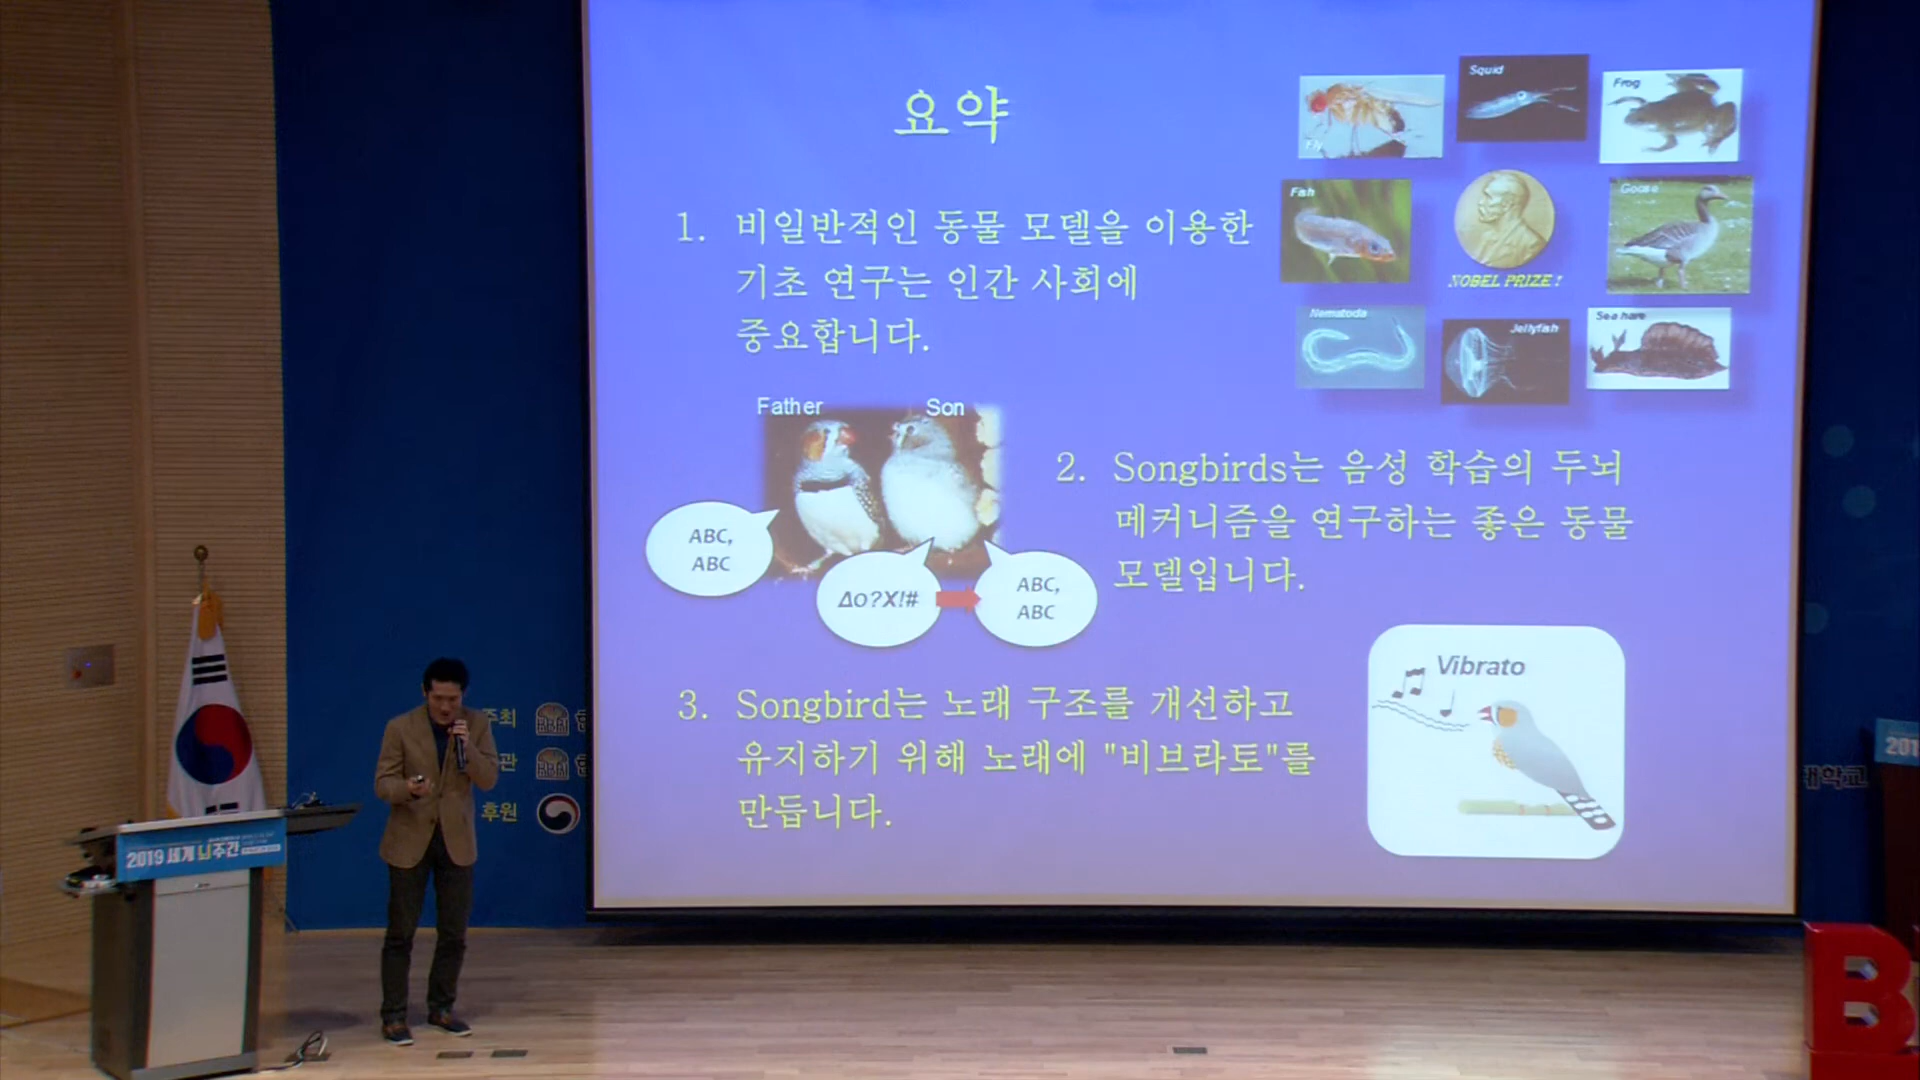 요약
Fly
Squid
Frog
Fish
Goose
NOBEL PRIZE !
Nematoda
Jellyfish
Sea hare
1. 비일반적인 동물 모델을 이용한
기초 연구는 인간 사회에
중요합니다.
Father
Son
ABC,
ABC
Δo?X!#
ABC,
ABC
2. Songbirds는 음성 학습의 두뇌
메커니즘을 연구하는 좋은 동물
모델입니다.
3. Songbird는 노래 구조를 개선하고
유지하기 위해 노래에 "비브라토"를
만듭니다.
Vibrato
주최
관
후원
2019 세계 뇌주간
201
대학교
B